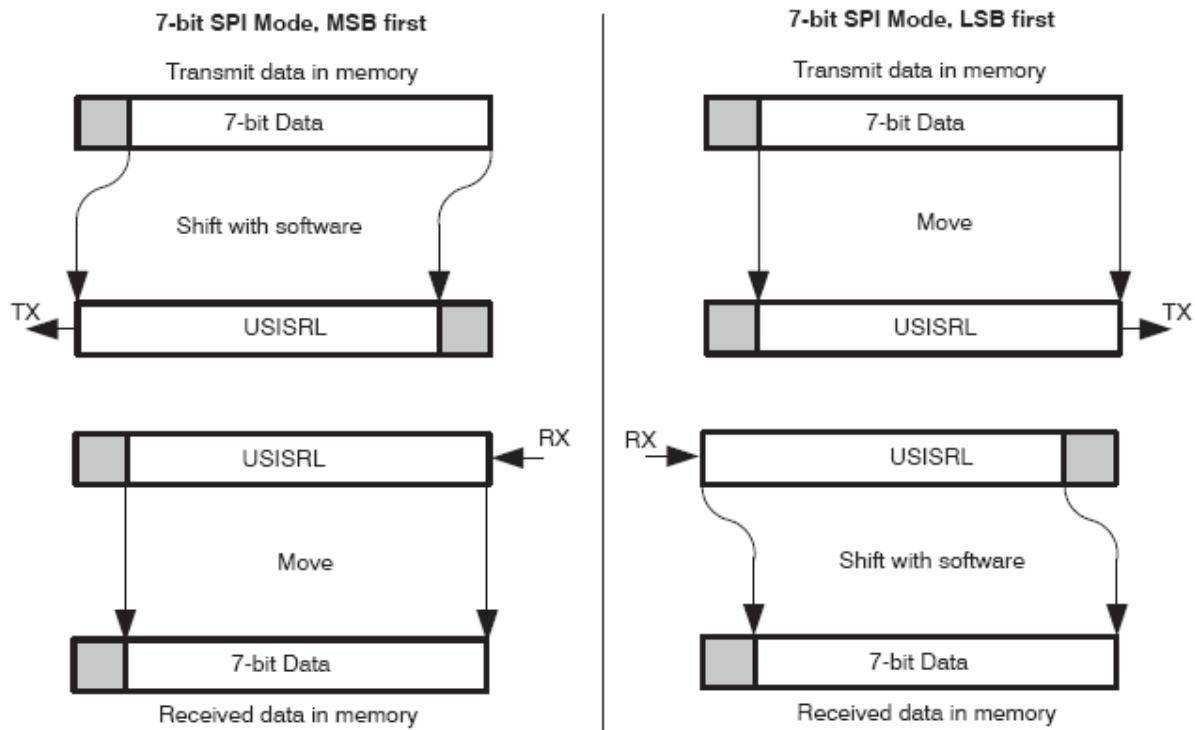 7-bit SPI Mode, MSB first
Transmit data in memory
7-bit Data
Shift with software
TX
USISRL
RX
USISRL
Move
7-bit Data
Received data in memory
7-bit SPI Mode, LSB first
Transmit data in memory
7-bit Data
Move
TX
USISRL
RX
USISRL
Shift with software
7-bit Data
Received data in memory